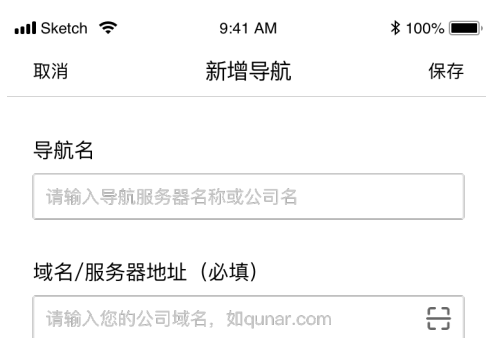 Sketch 9:41 AM 100%
取消 新增导航 保存
导航名
请输入导航服务器名称或公司名
域名/服务器地址（必填）
请输入您的公司域名，如qunar.com